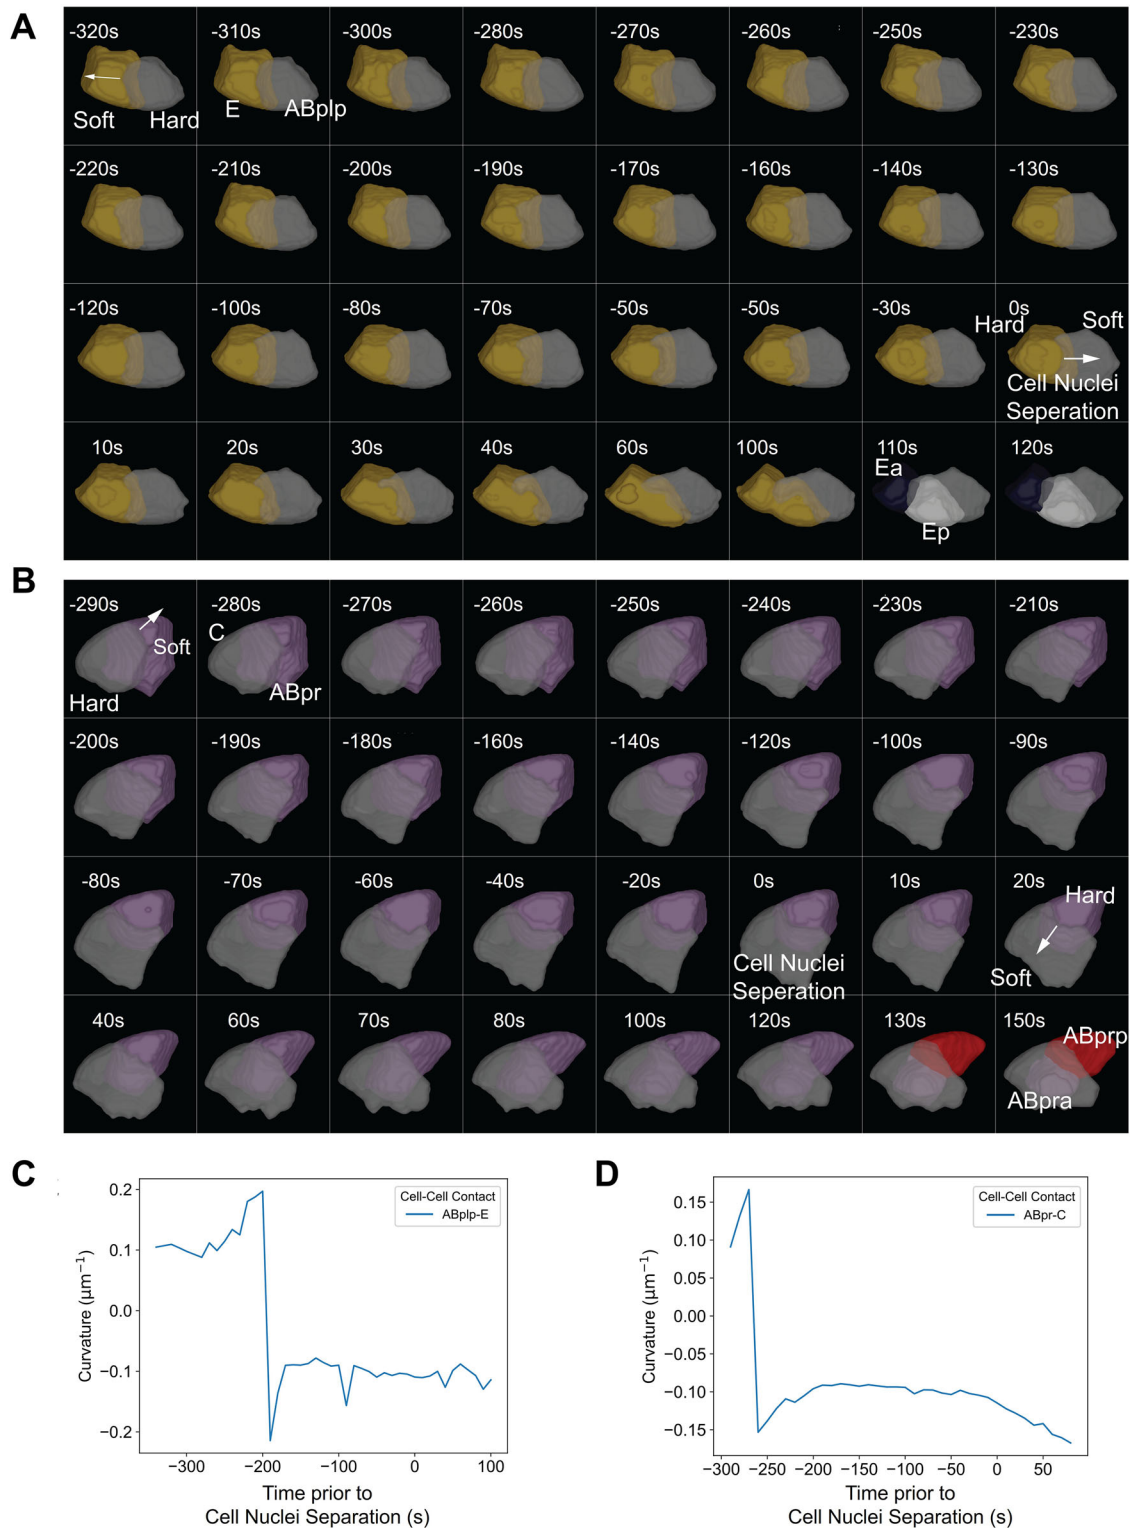 A
-320s -310s -300s -280s -270s -260s -250s -230s
Soft Hard E ABplp
-220s -210s -200s -190s -170s -160s -140s -130s
-120s -100s -80s -70s -50s -50s -30s 0s
Hard Soft
Cell Nuclei
Seperation
10s 20s 30s 40s 60s 100s 110s 120s
Ea
Ep
B
-290s -280s -270s -260s -250s -240s -230s -210s
Soft C
Hard ABpr
-200s -190s -180s -160s -140s -120s -100s -90s
-80s -70s -60s -40s -20s 0s 10s 20s
Hard
Cell Nuclei
Seperation
Soft
40s 60s 70s 80s 100s 120s 130s 150s
ABprp
ABpra
C
Cell-Cell Contact
ABplp-E
0.2
0.1
0.0
−0.1
−0.2
Curvature (μm⁻¹)
−300 −200 −100 0 100
Time prior to
Cell Nuclei Separation (s)
D
Cell-Cell Contact
ABpr-C
0.15
0.10
0.05
0.00
−0.05
−0.10
−0.15
Curvature (μm⁻¹)
−300 −250 −200 −150 −100 −50 0 50
Time prior to
Cell Nuclei Separation (s)